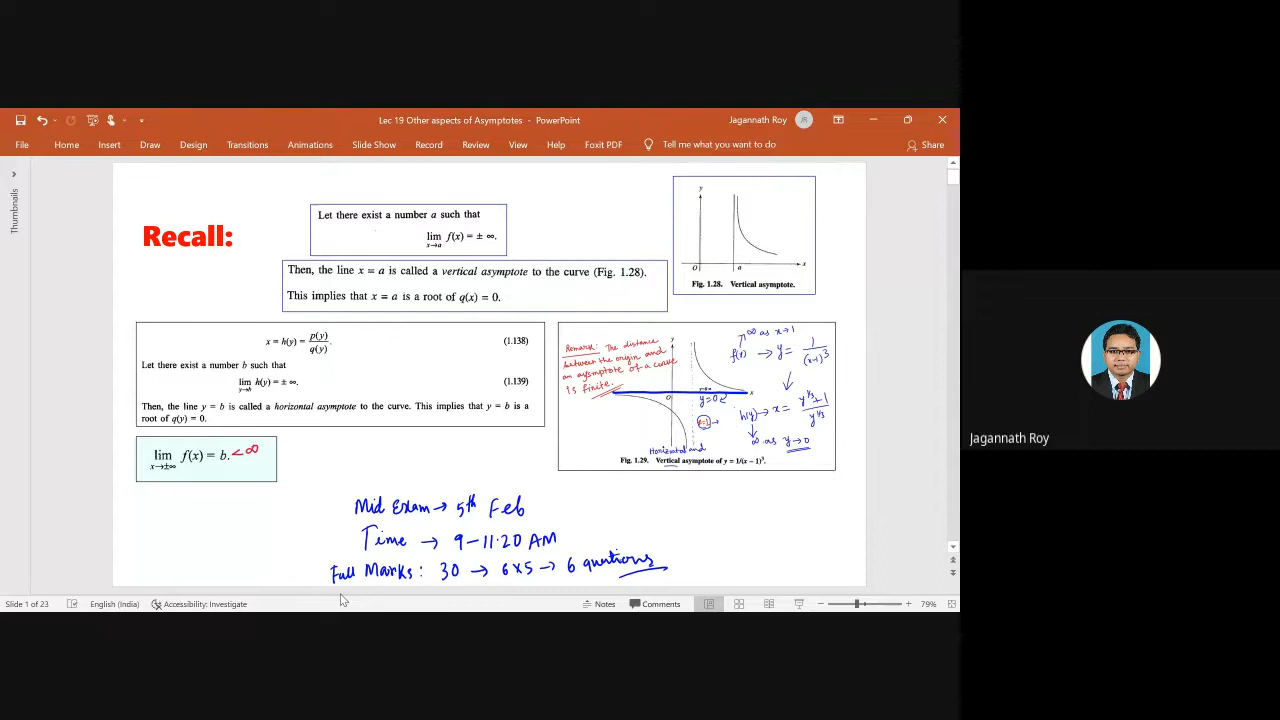 Lec 19 Other aspects of Asymptotes - PowerPoint
Jagannath Roy
JR
File Home Insert Draw Design Transitions Animations Slide Show Record Review View Help Foxit PDF Tell me what you want to do Share
Thumbnails
Recall:
Let there exist a number a such that
lim x→a f(x) = ± ∞.
Then, the line x = a is called a vertical asymptote to the curve (Fig. 1.28).
This implies that x = a is a root of q(x) = 0.
y
O
a
x
Fig. 1.28. Vertical asymptote.
x = h(y) = p(y)/q(y). (1.138)
Let there exist a number b such that
lim y→b h(y) = ± ∞. (1.139)
Then, the line y = b is called a horizontal asymptote to the curve. This implies that y = b is a
root of q(y) = 0.
lim x→±∞ f(x) = b. < ∞
Remark: The distance
between the origin and
an asymptote of a curve
is finite.
y
0
x
y=0
x=1
∞ as x→1
f(x) → y = 1/(x-1)^3
h(y) → x = y^1/3 + 1 / y^1/3
∞ as y→0
Horizontal and
Fig. 1.29. Vertical asymptote of y = 1/(x − 1)³.
Mid Exam → 5th Feb
Time → 9 – 11.20 AM
Full Marks: 30 → 6×5 → 6 questions
Slide 1 of 23 English (India) Accessibility: Investigate Notes Comments 79%
Jagannath Roy